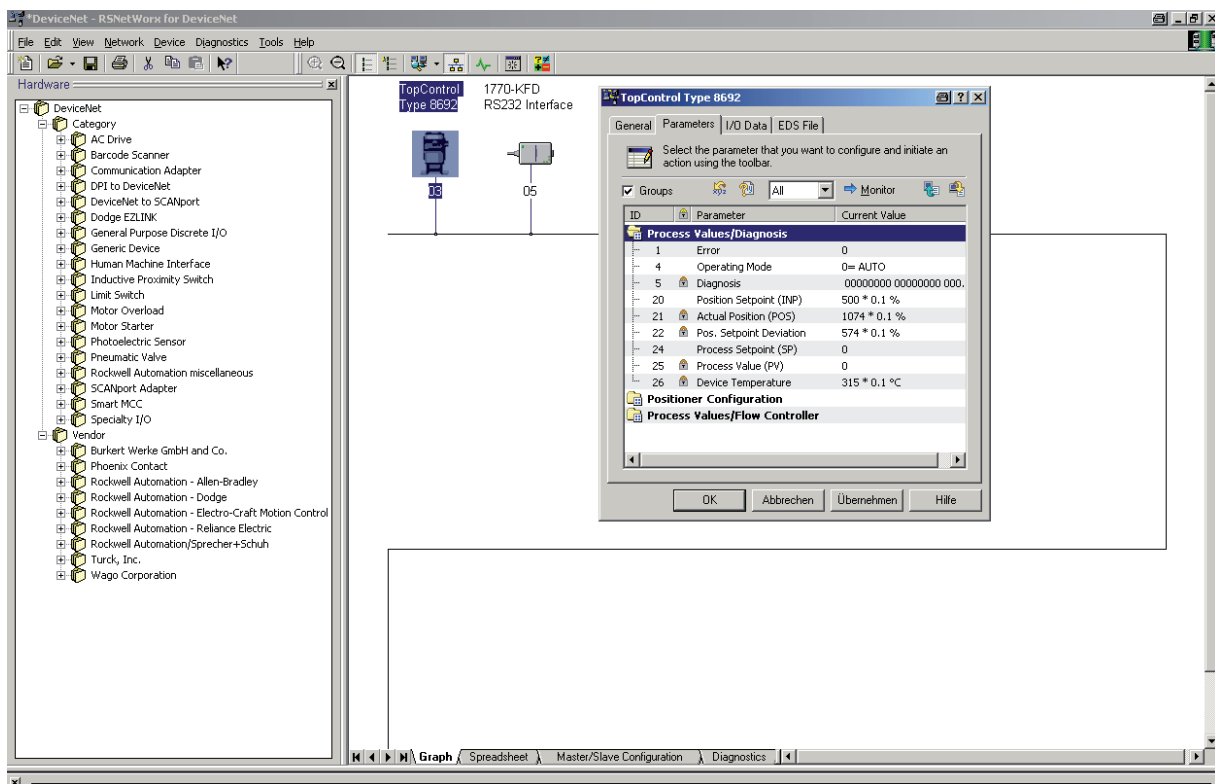 *DeviceNet - RSNetWorx for DeviceNet
File Edit View Network Device Diagnostics Tools Help
Hardware
DeviceNet
Category
AC Drive
Barcode Scanner
Communication Adapter
DPI to DeviceNet
DeviceNet to SCANport
Dodge EZLINK
General Purpose Discrete I/O
Generic Device
Human Machine Interface
Inductive Proximity Switch
Limit Switch
Motor Overload
Motor Starter
Photoelectric Sensor
Pneumatic Valve
Rockwell Automation miscellaneous
SCANport Adapter
Smart MCC
Specialty I/O
Vendor
Burkert Werke GmbH and Co.
Phoenix Contact
Rockwell Automation - Allen-Bradley
Rockwell Automation - Dodge
Rockwell Automation - Electro-Craft Motion Control
Rockwell Automation - Reliance Electric
Rockwell Automation/Sprecher+Schuh
Turck, Inc.
Wago Corporation
TopControl
Type 8692
03
1770-KFD
RS232 Interface
05
TopControl Type 8692
General Parameters I/O Data EDS File
Select the parameter that you want to configure and initiate an
action using the toolbar.
Groups All Monitor
ID Parameter Current Value
Process Values/Diagnosis
1 Error 0
4 Operating Mode 0= AUTO
5 Diagnosis 00000000 00000000 000.
20 Position Setpoint (INP) 500 * 0.1 %
21 Actual Position (POS) 1074 * 0.1 %
22 Pos. Setpoint Deviation 574 * 0.1 %
24 Process Setpoint (SP) 0
25 Process Value (PV) 0
26 Device Temperature 315 * 0.1 °C
Positioner Configuration
Process Values/Flow Controller
OK Abbrechen Übernehmen Hilfe
Graph Spreadsheet Master/Slave Configuration Diagnostics